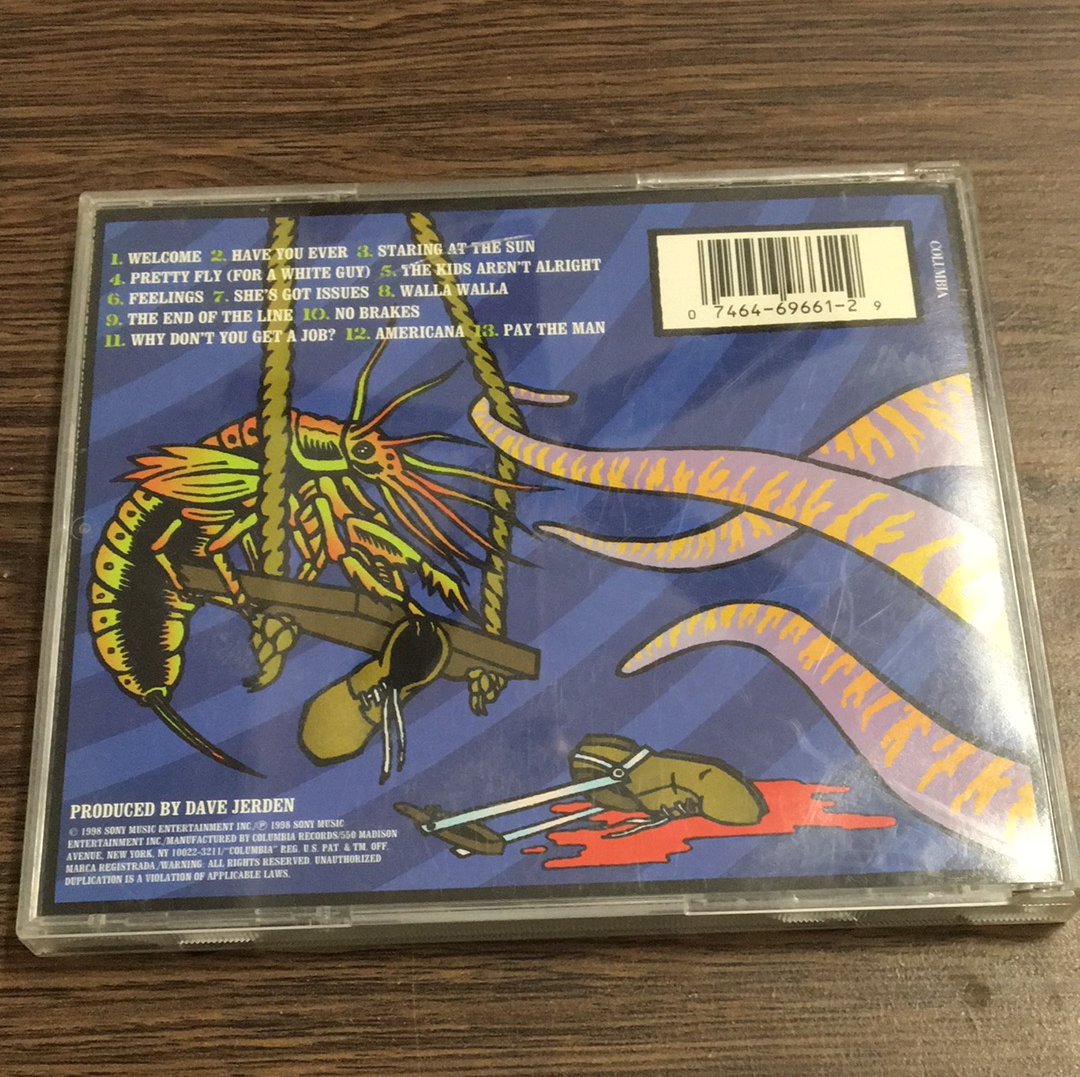 1. WELCOME 2. HAVE YOU EVER 3. STARING AT THE SUN
4. PRETTY FLY (FOR A WHITE GUY) 5. THE KIDS AREN'T ALRIGHT
6. FEELINGS 7. SHE'S GOT ISSUES 8. WALLA WALLA
9. THE END OF THE LINE 10. NO BRAKES
11. WHY DON'T YOU GET A JOB? 12. AMERICANA 13. PAY THE MAN
0 7464-69661-2 9
COLUMBIA
PRODUCED BY DAVE JERDEN
© 1998 SONY MUSIC ENTERTAINMENT INC./℗ 1998 SONY MUSIC
ENTERTAINMENT INC./MANUFACTURED BY COLUMBIA RECORDS/550 MADISON
AVENUE, NEW YORK, NY 10022-3211/"COLUMBIA" REG. U.S. PAT. & TM. OFF.
MARCA REGISTRADA./WARNING: ALL RIGHTS RESERVED. UNAUTHORIZED
DUPLICATION IS A VIOLATION OF APPLICABLE LAWS.